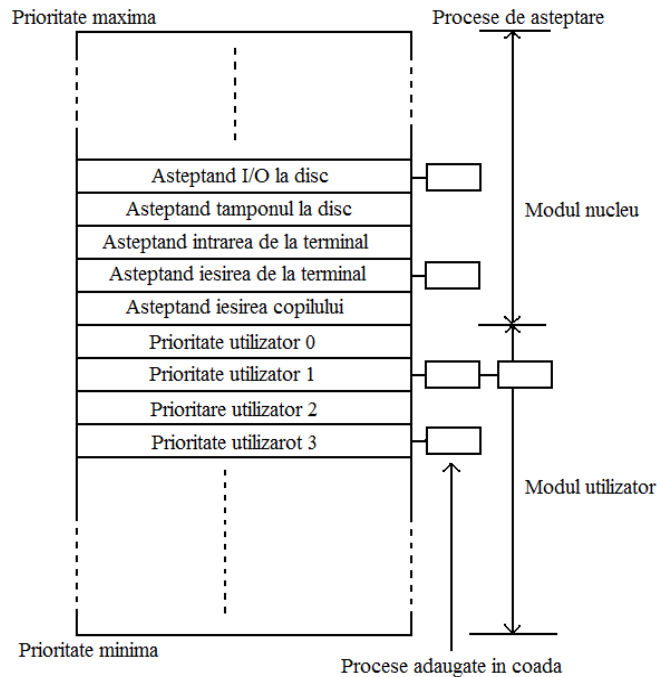 Prioritate maxima
Procese de asteptare
Asteptand I/O la disc
Asteptand tamponul la disc
Asteptand intrarea de la terminal
Asteptand iesirea de la terminal
Asteptand iesirea copilului
Modul nucleu
Prioritate utilizator 0
Prioritate utilizator 1
Prioritare utilizator 2
Prioritate utilizarot 3
Modul utilizator
Prioritate minima
Procese adaugate in coada